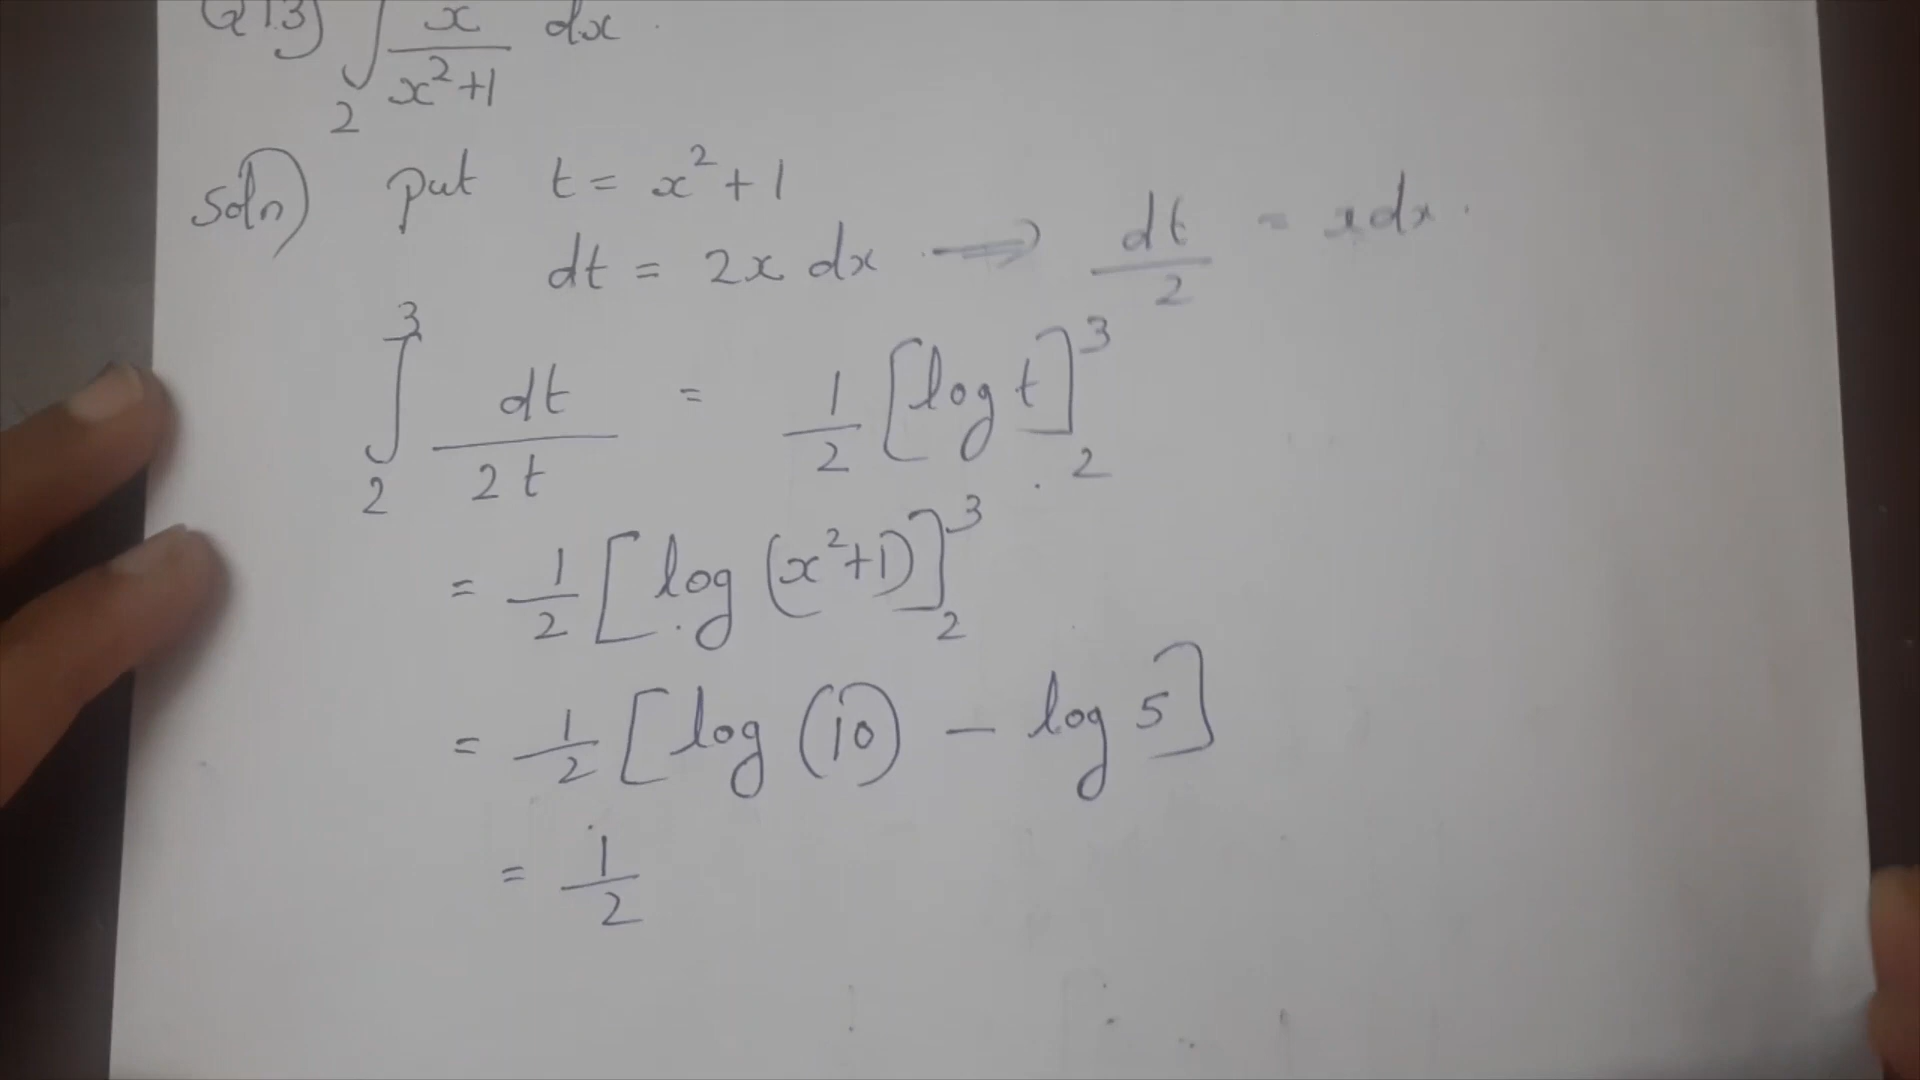 Q13) ∫₂ x/(x²+1) dx.
Soln) put t = x² + 1
dt = 2x dx ⟹ dt/2 = x dx.
∫₂³ dt/2t = 1/2 [log t]₂³
= 1/2 [log (x²+1)]₂³
= 1/2 [log (10) − log 5]
= 1/2